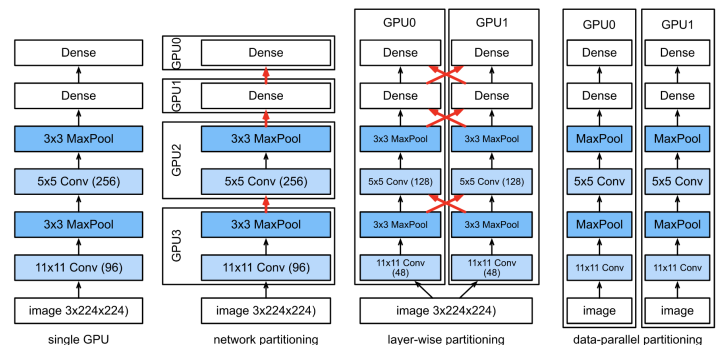 Dense
Dense
3x3 MaxPool
5x5 Conv (256)
3x3 MaxPool
11x11 Conv (96)
image 3x224x224)
single GPU
GPU0
Dense
GPU1
Dense
GPU2
3x3 MaxPool
5x5 Conv (256)
GPU3
3x3 MaxPool
11x11 Conv (96)
image 3x224x224)
network partitioning
GPU0 GPU1
Dense Dense
Dense Dense
3x3 MaxPool 3x3 MaxPool
5x5 Conv (128) 5x5 Conv (128)
3x3 MaxPool 3x3 MaxPool
11x11 Conv 11x11 Conv
(48) (48)
image 3x224x224)
layer-wise partitioning
GPU0 GPU1
Dense Dense
Dense Dense
MaxPool MaxPool
5x5 Conv 5x5 Conv
MaxPool MaxPool
11x11 Conv 11x11 Conv
image image
data-parallel partitioning